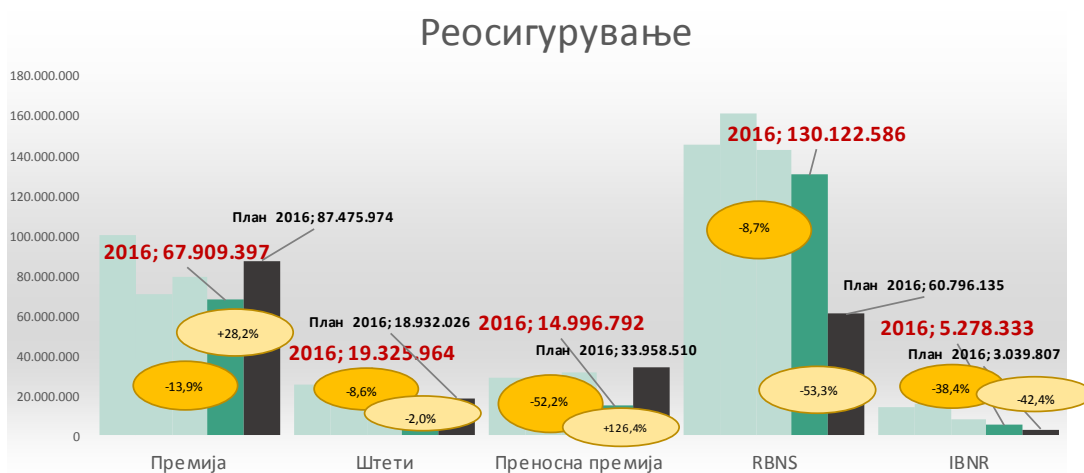 Реосигурување
180.000.000
160.000.000
140.000.000
120.000.000
100.000.000
80.000.000
60.000.000
40.000.000
20.000.000
0
2016; 67.909.397
План 2016; 87.475.974
+28,2%
-13,9%
2016; 19.325.964
План 2016; 18.932.026
-8,6%
-2,0%
2016; 14.996.792
План 2016; 33.958.510
-52,2%
+126,4%
2016; 130.122.586
План 2016; 60.796.135
-8,7%
-53,3%
2016; 5.278.333
План 2016; 3.039.807
-38,4%
-42,4%
Премија
Штети
Преносна премија
RBNS
IBNR